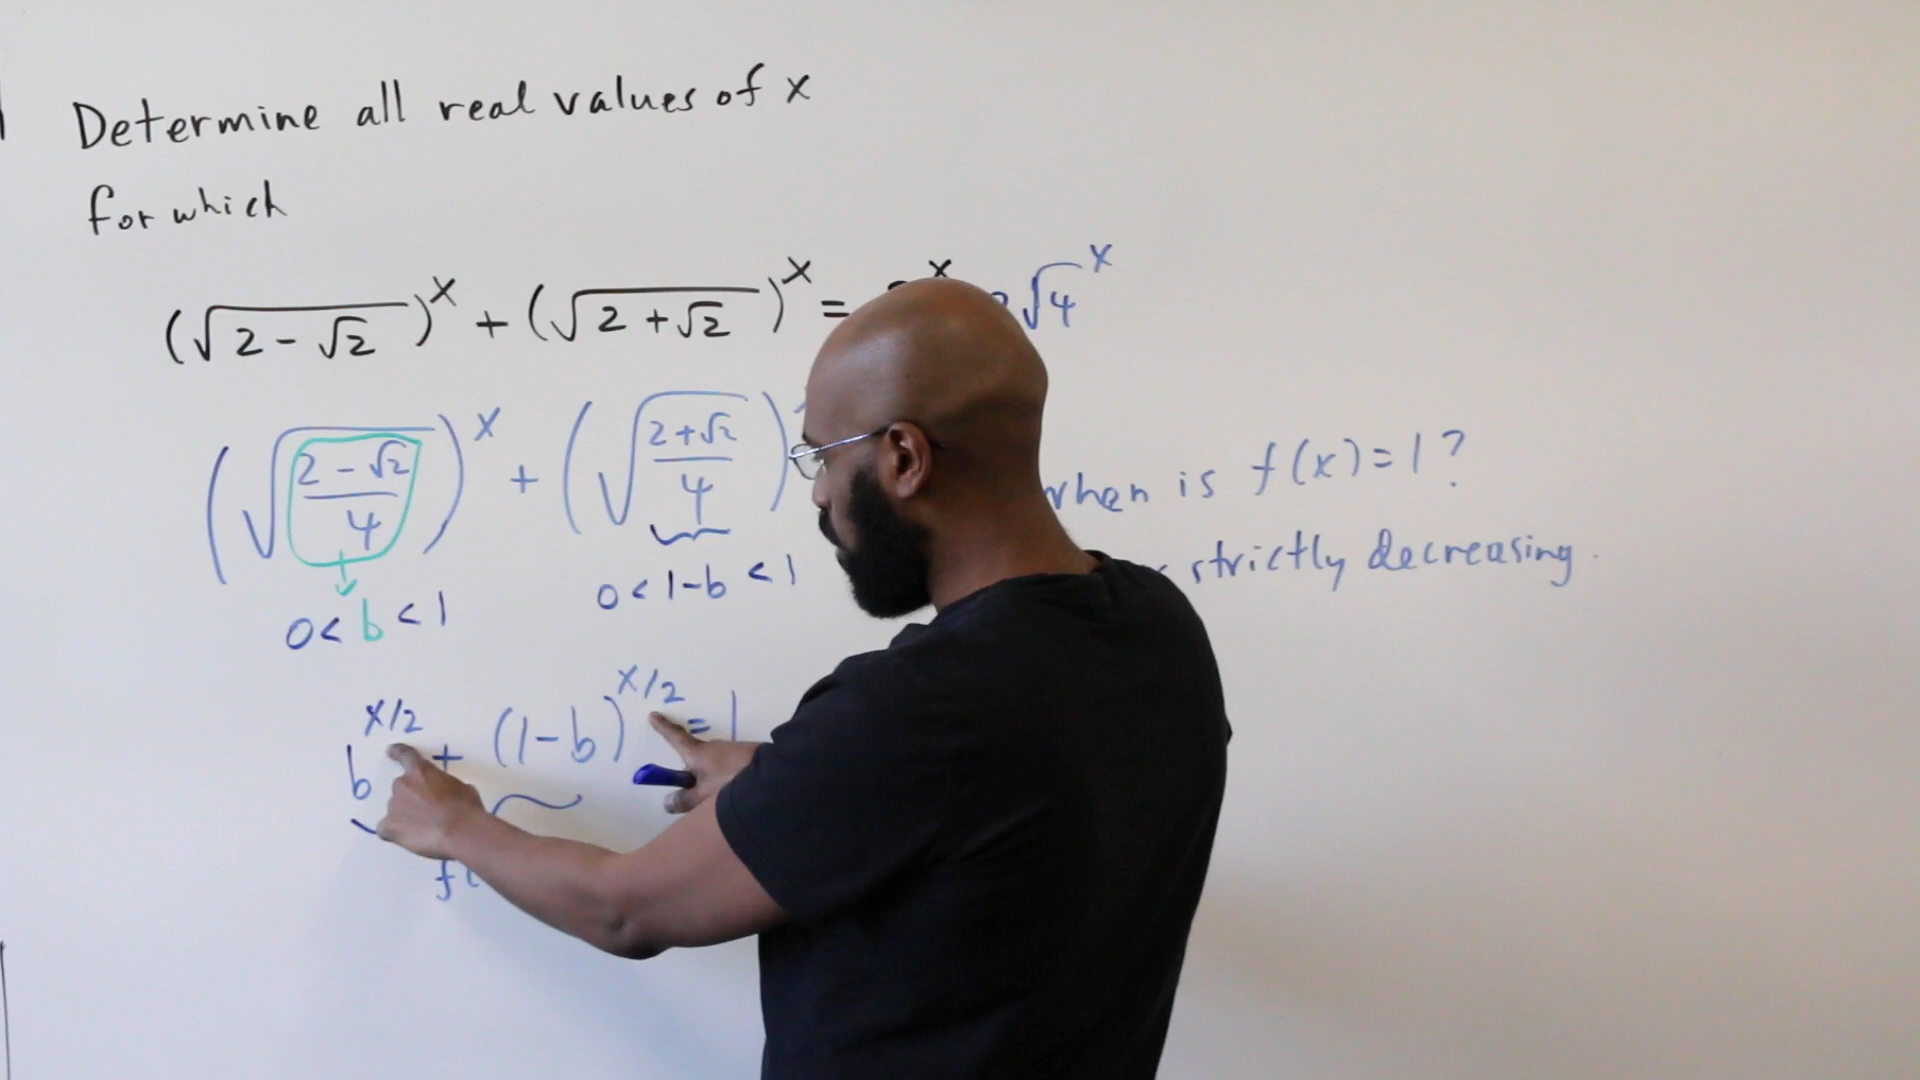 Determine all real values of x
for which
(√(2-√2))^x + (√(2+√2))^x = √4^x
(√((2-√2)/4))^x + (√((2+√2)/4))
when is f(x)=1?
strictly decreasing.
0<b<1
0<1-b<1
b^(x/2) + (1-b)^(x/2) = 1
f(